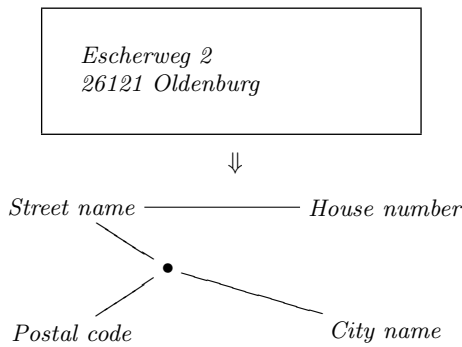 Escherweg 2
26121 Oldenburg
⇓
Street name House number
Postal code City name